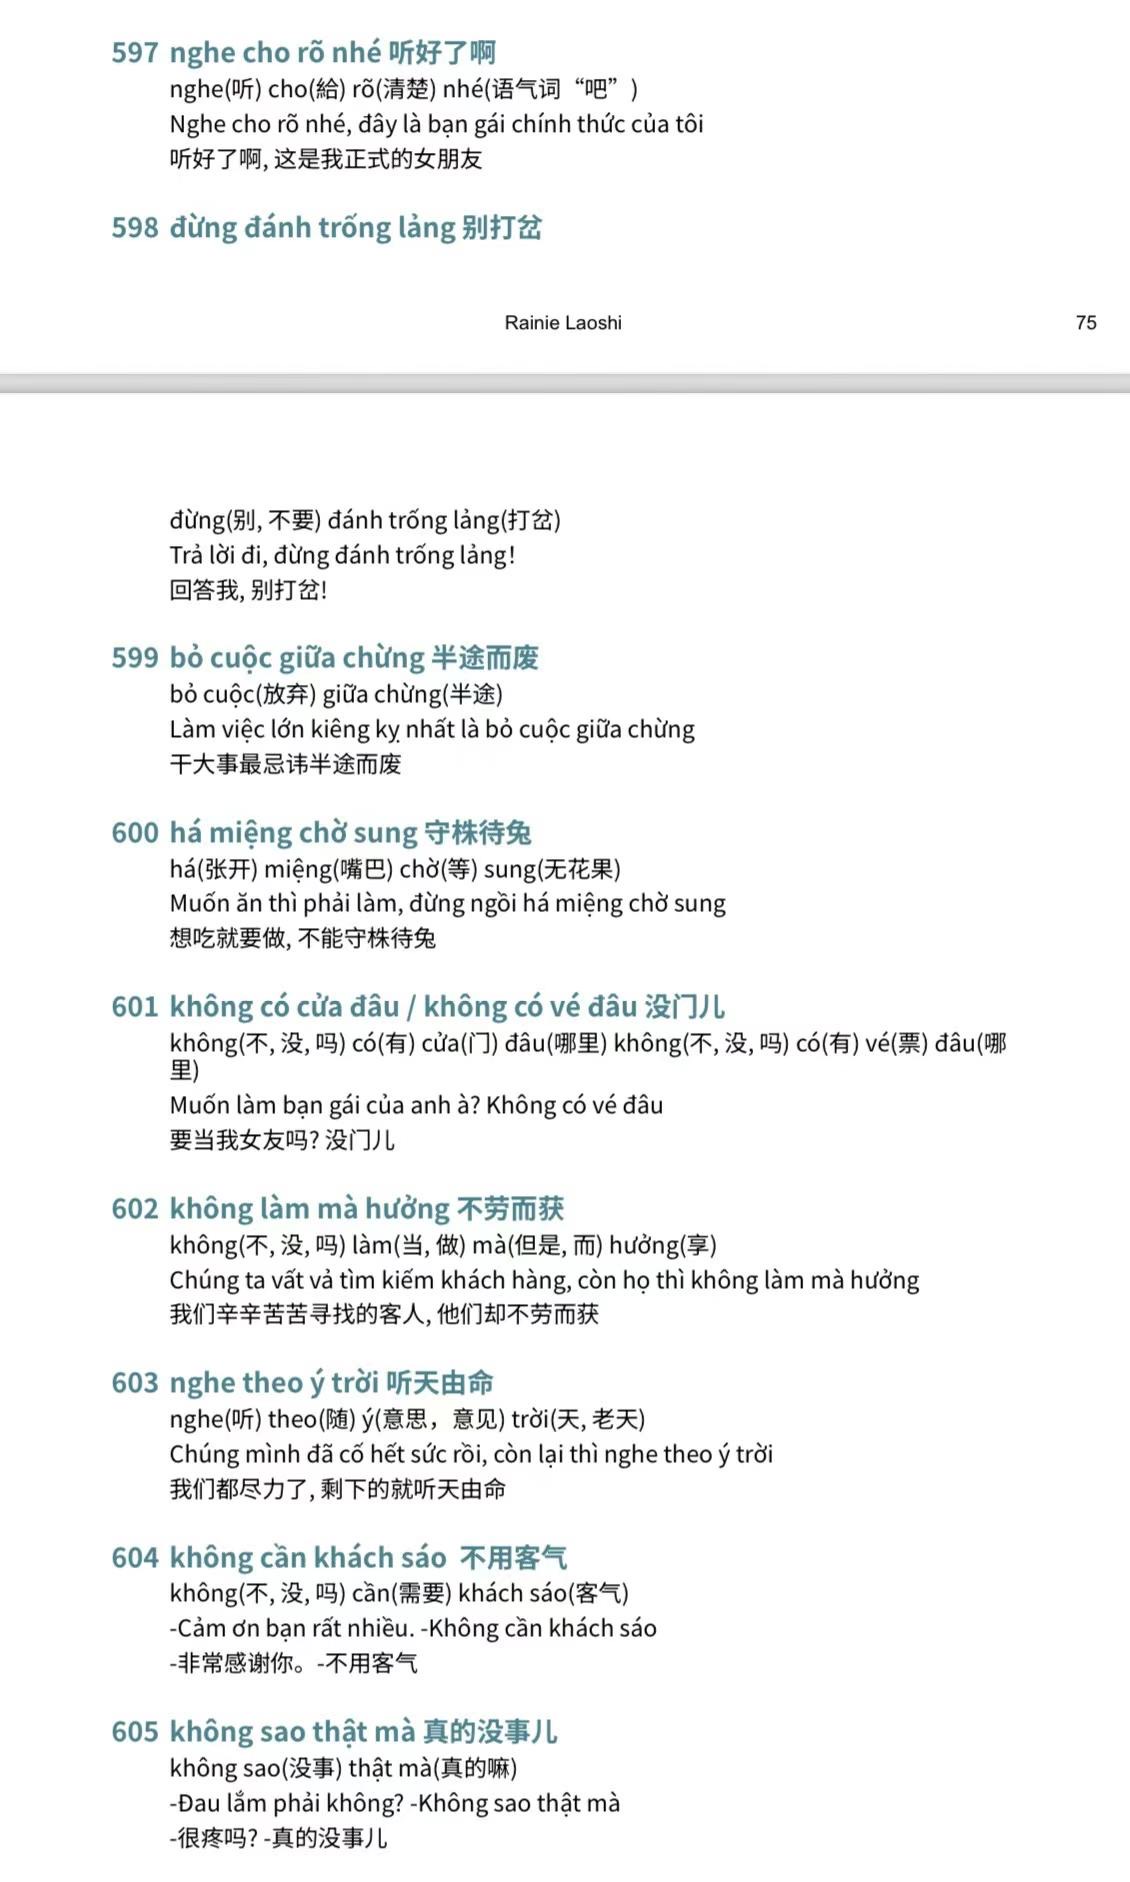 597 nghe cho rõ nhé 听好了啊
nghe(听) cho(給) rõ(清楚) nhé(语气词“吧”)
Nghe cho rõ nhé, đây là bạn gái chính thức của tôi
听好了啊, 这是我正式的女朋友
598 đừng đánh trống lảng 别打岔
Rainie Laoshi 75
đừng(别, 不要) đánh trống lảng(打岔)
Trả lời đi, đừng đánh trống lảng!
回答我, 别打岔!
599 bỏ cuộc giữa chừng 半途而废
bỏ cuộc(放弃) giữa chừng(半途)
Làm việc lớn kiêng kỵ nhất là bỏ cuộc giữa chừng
干大事最忌讳半途而废
600 há miệng chờ sung 守株待兔
há(张开) miệng(嘴巴) chờ(等) sung(无花果)
Muốn ăn thì phải làm, đừng ngồi há miệng chờ sung
想吃就要做, 不能守株待兔
601 không có cửa đâu / không có vé đâu 没门儿
không(不, 没, 吗) có(有) cửa(门) đâu(哪里) không(不, 没, 吗) có(有) vé(票) đâu(哪
里)
Muốn làm bạn gái của anh à? Không có vé đâu
要当我女友吗? 没门儿
602 không làm mà hưởng 不劳而获
không(不, 没, 吗) làm(当, 做) mà(但是, 而) hưởng(享)
Chúng ta vất vả tìm kiếm khách hàng, còn họ thì không làm mà hưởng
我们辛辛苦苦寻找的客人, 他们却不劳而获
603 nghe theo ý trời 听天由命
nghe(听) theo(随) ý(意思，意见) trời(天, 老天)
Chúng mình đã cố hết sức rồi, còn lại thì nghe theo ý trời
我们都尽力了, 剩下的就听天由命
604 không cần khách sáo 不用客气
không(不, 没, 吗) cần(需要) khách sáo(客气)
-Cảm ơn bạn rất nhiều. -Không cần khách sáo
-非常感谢你。-不用客气
605 không sao thật mà 真的没事儿
không sao(没事) thật mà(真的嘛)
-Đau lắm phải không? -Không sao thật mà
-很疼吗? -真的没事儿